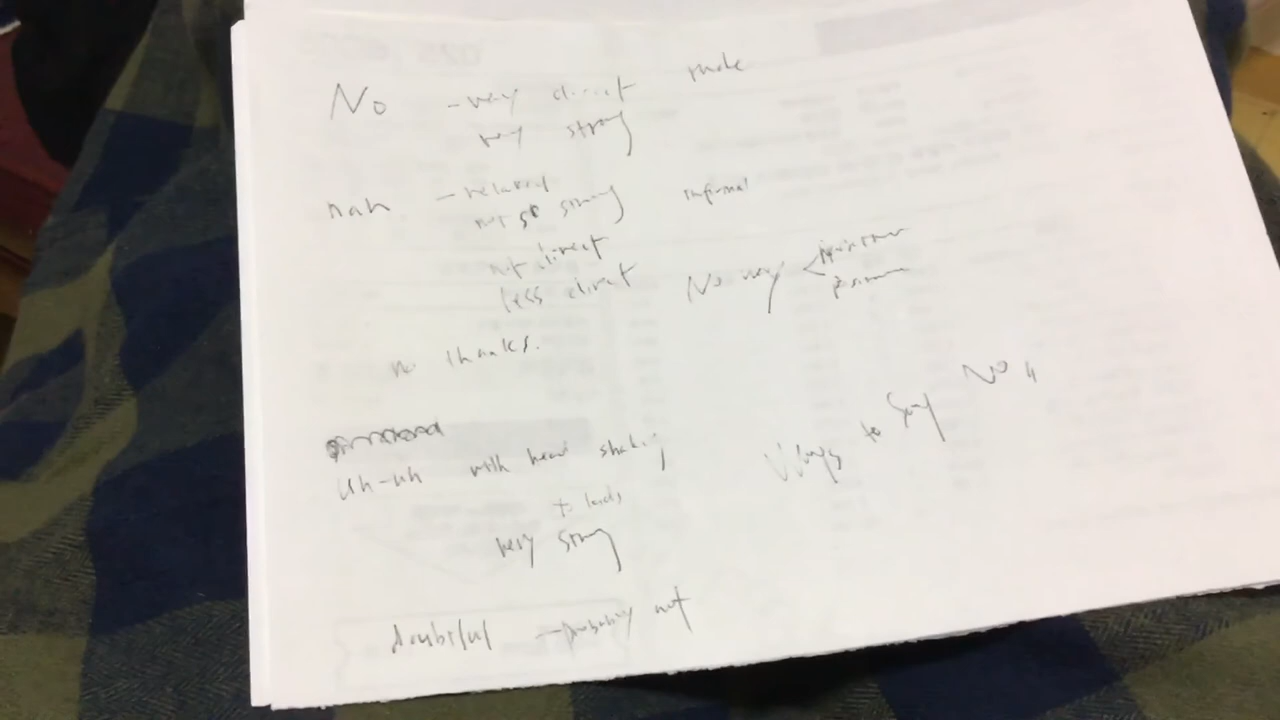 No - very direct rude
very strong
nah - relaxed
not so strong informal
not direct
less direct
No way
no thanks.
uh-uh with head shaking
very strong
Ways to say No"
doubtful - probably not